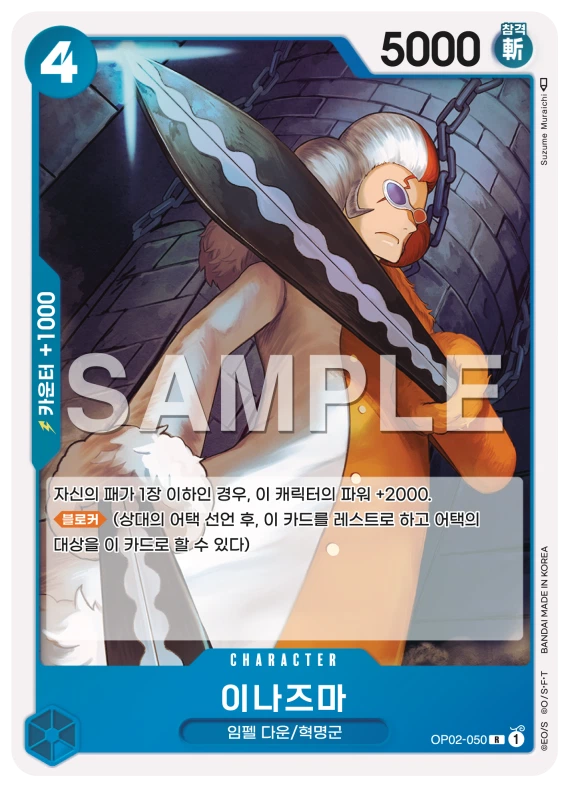 4
5000
참격
斬
Suzume Muraichi
카운터 +1000
SAMPLE
자신의 패가 1장 이하인 경우, 이 캐릭터의 파워 +2000.
블로커 (상대의 어택 선언 후, 이 카드를 레스트로 하고 어택의
대상을 이 카드로 할 수 있다)
CHARACTER
이나즈마
임펠 다운/혁명군
OP02-050 R 1
©EO/S ©O/S·F·T BANDAI MADE IN KOREA